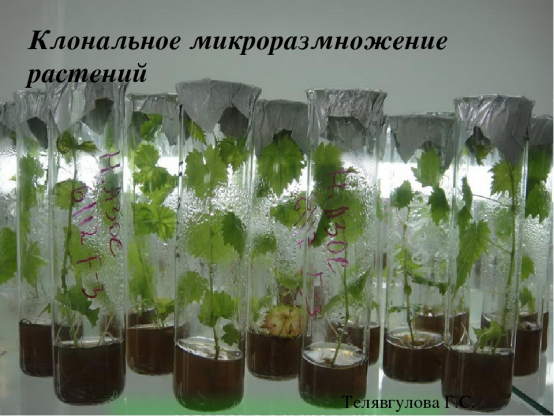 Клональное микроразмножение
растений
Телявгулова Г.С.